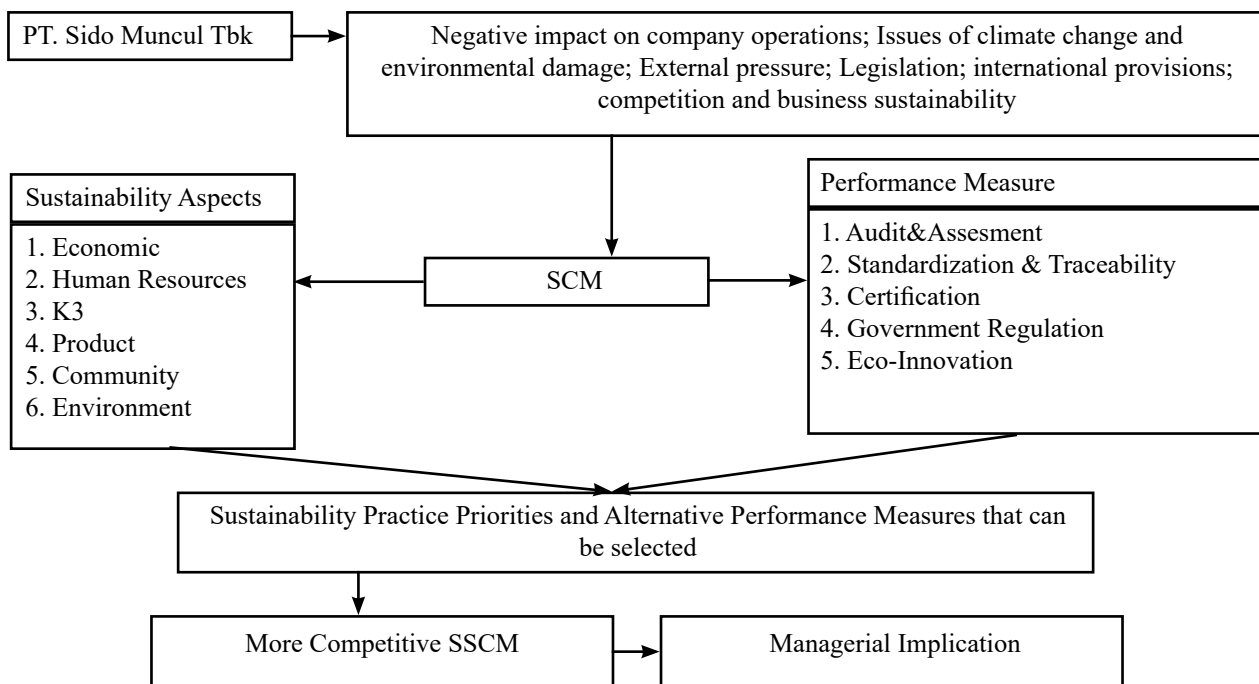 PT. Sido Muncul Tbk
Negative impact on company operations; Issues of climate change and
environmental damage; External pressure; Legislation; international provisions;
competition and business sustainability
Sustainability Aspects
1. Economic
2. Human Resources
3. K3
4. Product
5. Community
6. Environment
SCM
Performance Measure
1. Audit&Assesment
2. Standardization & Traceability
3. Certification
4. Government Regulation
5. Eco-Innovation
Sustainability Practice Priorities and Alternative Performance Measures that can
be selected
More Competitive SSCM
Managerial Implication